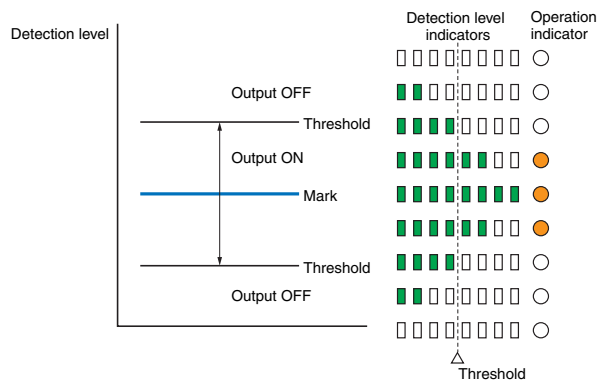 Detection level
Detection level
indicators
Operation
indicator
Output OFF
Threshold
Output ON
Mark
Threshold
Output OFF
Threshold